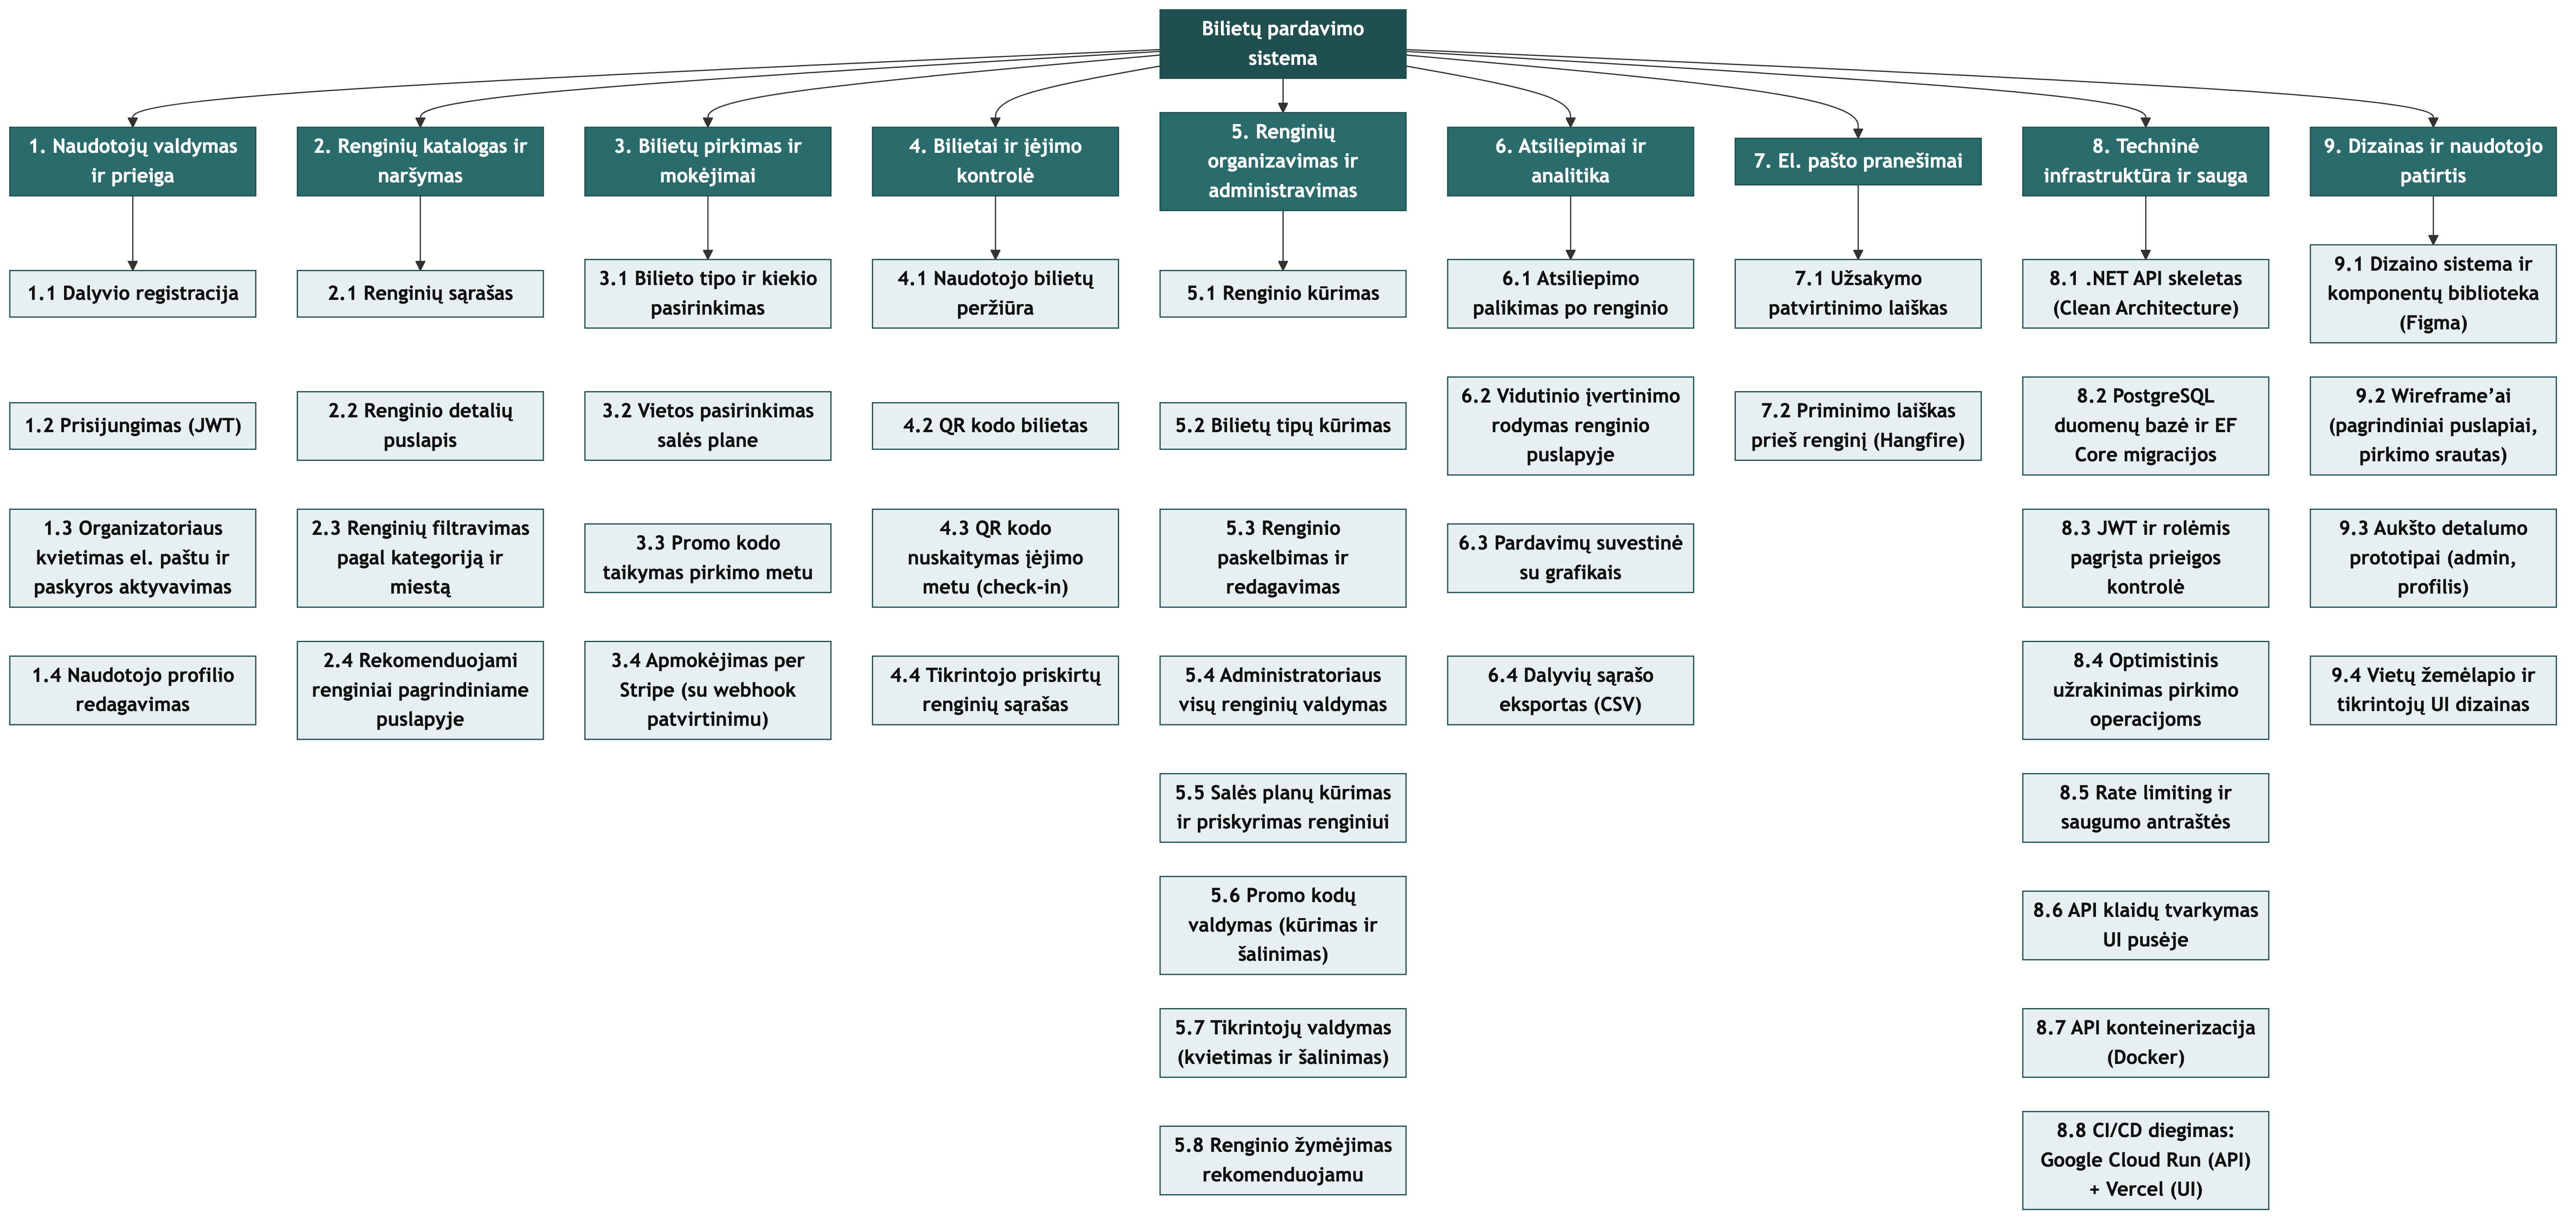 Bilietų pardavimo
sistema
1. Naudotojų valdymas
ir prieiga
1.1 Dalyvio registracija
1.2 Prisijungimas (JWT)
1.3 Organizatoriaus
kvietimas el. paštu ir
paskyros aktyvavimas
1.4 Naudotojo profilio
redagavimas
2. Renginių katalogas ir
naršymas
2.1 Renginių sąrašas
2.2 Renginio detalių
puslapis
2.3 Renginių filtravimas
pagal kategoriją ir
miestą
2.4 Rekomenduojami
renginiai pagrindiniame
puslapyje
3. Bilietų pirkimas ir
mokėjimai
3.1 Bilieto tipo ir kiekio
pasirinkimas
3.2 Vietos pasirinkimas
salės plane
3.3 Promo kodo
taikymas pirkimo metu
3.4 Apmokėjimas per
Stripe (su webhook
patvirtinimu)
4. Bilietai ir įėjimo
kontrolė
4.1 Naudotojo bilietų
peržiūra
4.2 QR kodo bilietas
4.3 QR kodo
nuskaitymas įėjimo
metu (check-in)
4.4 Tikrintojo priskirtų
renginių sąrašas
5. Renginių
organizavimas ir
administravimas
5.1 Renginio kūrimas
5.2 Bilietų tipų kūrimas
5.3 Renginio
paskelbimas ir
redagavimas
5.4 Administratoriaus
visų renginių valdymas
5.5 Salės planų kūrimas
ir priskyrimas renginiui
5.6 Promo kodų
valdymas (kūrimas ir
šalinimas)
5.7 Tikrintojų valdymas
(kvietimas ir šalinimas)
5.8 Renginio žymėjimas
rekomenduojamu
6. Atsiliepimai ir
analitika
6.1 Atsiliepimo
palikimas po renginio
6.2 Vidutinio įvertinimo
rodymas renginio
puslapyje
6.3 Pardavimų suvestinė
su grafikais
6.4 Dalyvių sąrašo
eksportas (CSV)
7. El. pašto pranešimai
7.1 Užsakymo
patvirtinimo laiškas
7.2 Priminimo laiškas
prieš renginį (Hangfire)
8. Techninė
infrastruktūra ir sauga
8.1 .NET API skeletas
(Clean Architecture)
8.2 PostgreSQL
duomenų bazė ir EF
Core migracijos
8.3 JWT ir rolėmis
pagrįsta prieigos
kontrolė
8.4 Optimistinis
užrakinimas pirkimo
operacijoms
8.5 Rate limiting ir
saugumo antraštės
8.6 API klaidų tvarkymas
UI pusėje
8.7 API konteinerizacija
(Docker)
8.8 CI/CD diegimas:
Google Cloud Run (API)
+ Vercel (UI)
9. Dizainas ir naudotojo
patirtis
9.1 Dizaino sistema ir
komponentų biblioteka
(Figma)
9.2 Wireframe’ai
(pagrindiniai puslapiai,
pirkimo srautas)
9.3 Aukšto detalumo
prototipai (admin,
profilis)
9.4 Vietų žemėlapio ir
tikrintojų UI dizainas